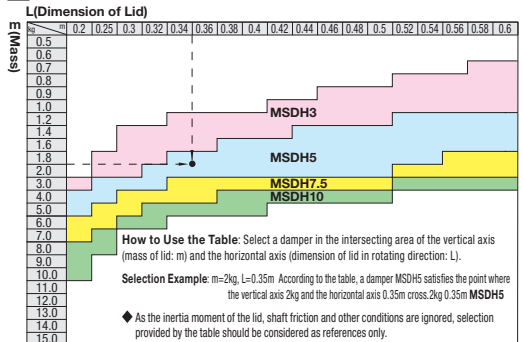 L(Dimension of Lid)
m(Mass)
kg m 0.2 0.25 0.3 0.32 0.34 0.36 0.38 0.4 0.42 0.44 0.46 0.48 0.5 0.52 0.54 0.56 0.58 0.6
0.5
0.6
0.7
0.8
0.9
1.0
1.2
1.4
1.6
1.8
2.0
3.0
4.0
5.0
6.0
7.0
8.0
9.0
10.0
11.0
12.0
13.0
14.0
15.0
MSDH3
MSDH5
MSDH7.5
MSDH10
How to Use the Table: Select a damper in the intersecting area of the vertical axis
(mass of lid: m) and the horizontal axis (dimension of lid in rotating direction: L).
Selection Example: m=2kg, L=0.35m According to the table, a damper MSDH5 satisfies the point where
the vertical axis 2kg and the horizontal axis 0.35m cross.2kg 0.35m MSDH5
◆ As the inertia moment of the lid, shaft friction and other conditions are ignored, selection
provided by the table should be considered as references only.